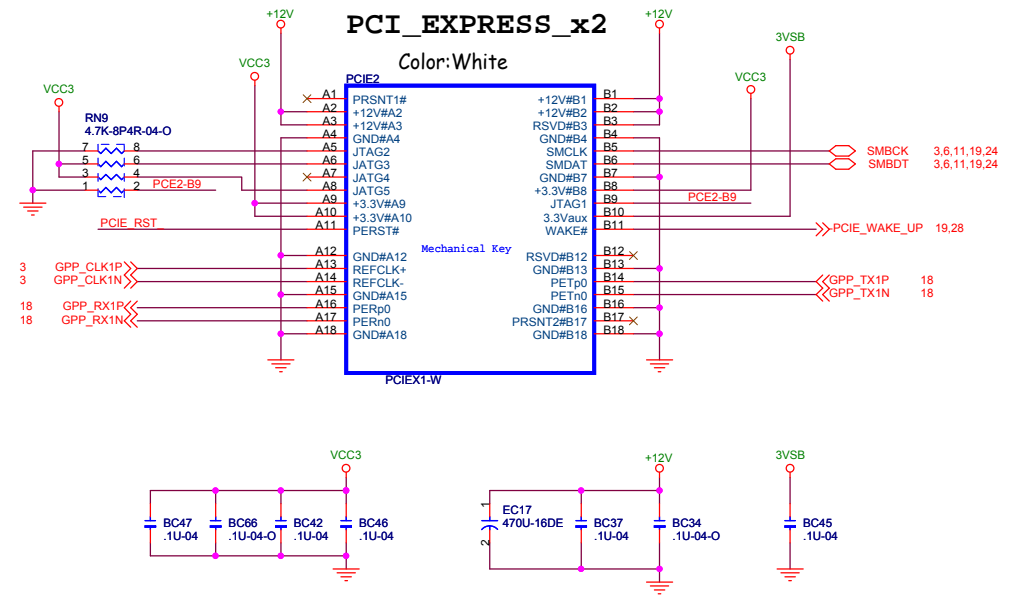 PCI_EXPRESS_x2
Color:White
+12V
+12V
3VSB
VCC3
VCC3
VCC3
PCIE2
RN9
4.7K-8P4R-04-O
7 8
5 6
3 4
1 2
PCE2-B9
PCIE_RST_
A1 PRSNT1#
A2 +12V#A2
A3 +12V#A3
A4 GND#A4
A5 JTAG2
A6 JATG3
A7 JATG4
A8 JATG5
A9 +3.3V#A9
A10 +3.3V#A10
A11 PERST#
A12 GND#A12
A13 REFCLK+
A14 REFCLK-
A15 GND#A15
A16 PERp0
A17 PERn0
A18 GND#A18
Mechanical Key
+12V#B1 B1
+12V#B2 B2
RSVD#B3 B3
GND#B4 B4
SMCLK B5
SMDAT B6
GND#B7 B7
+3.3V#B8 B8
JTAG1 B9
3.3Vaux B10
WAKE# B11
RSVD#B12 B12
GND#B13 B13
PETp0 B14
PETn0 B15
GND#B16 B16
PRSNT2#B17 B17
GND#B18 B18
PCIEX1-W
3 GPP_CLK1P
3 GPP_CLK1N
18 GPP_RX1P
18 GPP_RX1N
SMBCK 3,6,11,19,24
SMBDT 3,6,11,19,24
PCE2-B9
PCIE_WAKE_UP 19,28
GPP_TX1P 18
GPP_TX1N 18
VCC3
BC47
.1U-04
BC66
.1U-04-O
BC42
.1U-04
BC46
.1U-04
+12V
1
2
EC17
470U-16DE
BC37
.1U-04
BC34
.1U-04-O
3VSB
BC45
.1U-04